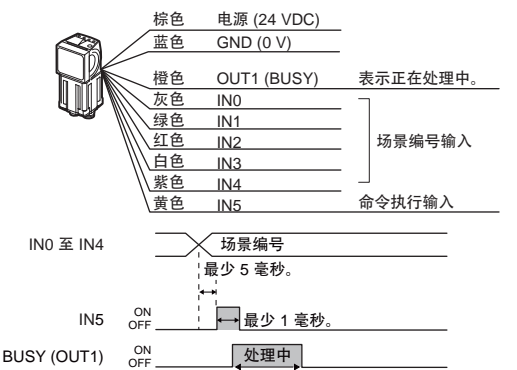 棕色 电源 (24 VDC)
蓝色 GND (0 V)
橙色 OUT1 (BUSY) 表示正在处理中。
灰色 IN0
绿色 IN1
红色 IN2 场景编号输入
白色 IN3
紫色 IN4
黄色 IN5 命令执行输入
IN0 至 IN4 场景编号
最少 5 毫秒。
IN5 ON OFF 最少 1 毫秒。
BUSY (OUT1) ON OFF 处理中